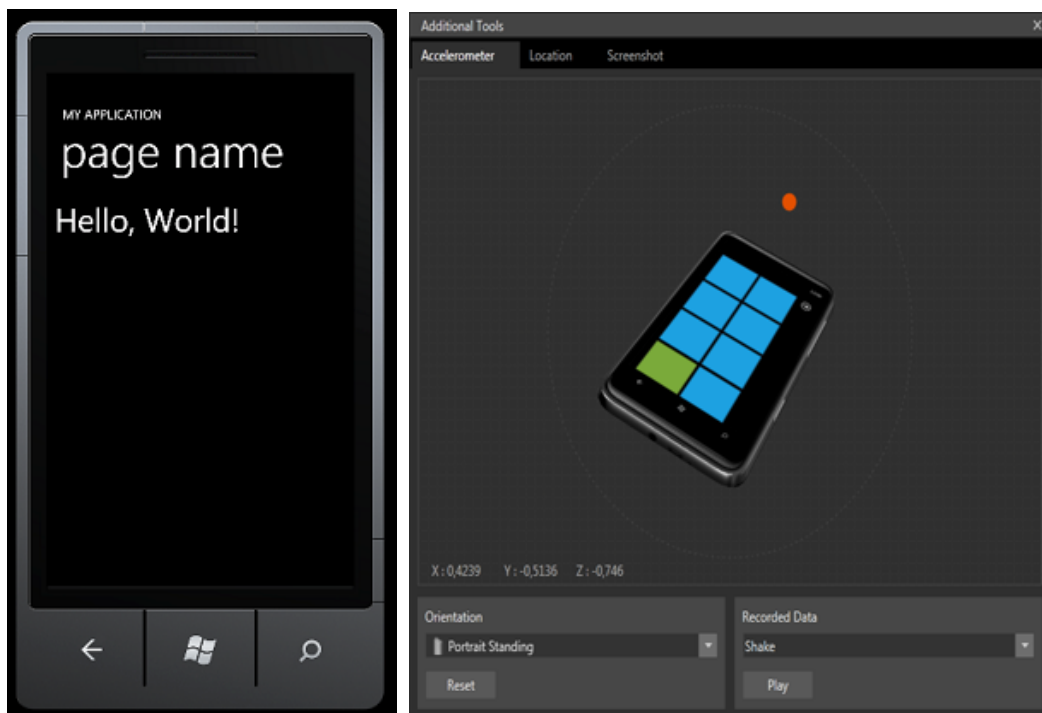 MY APPLICATION
page name
Hello, World!
Additional Tools
Accelerometer Location Screenshot
X : 0,4239 Y : -0,5136 Z : -0,746
Orientation
Portrait Standing
Reset
Recorded Data
Shake
Play